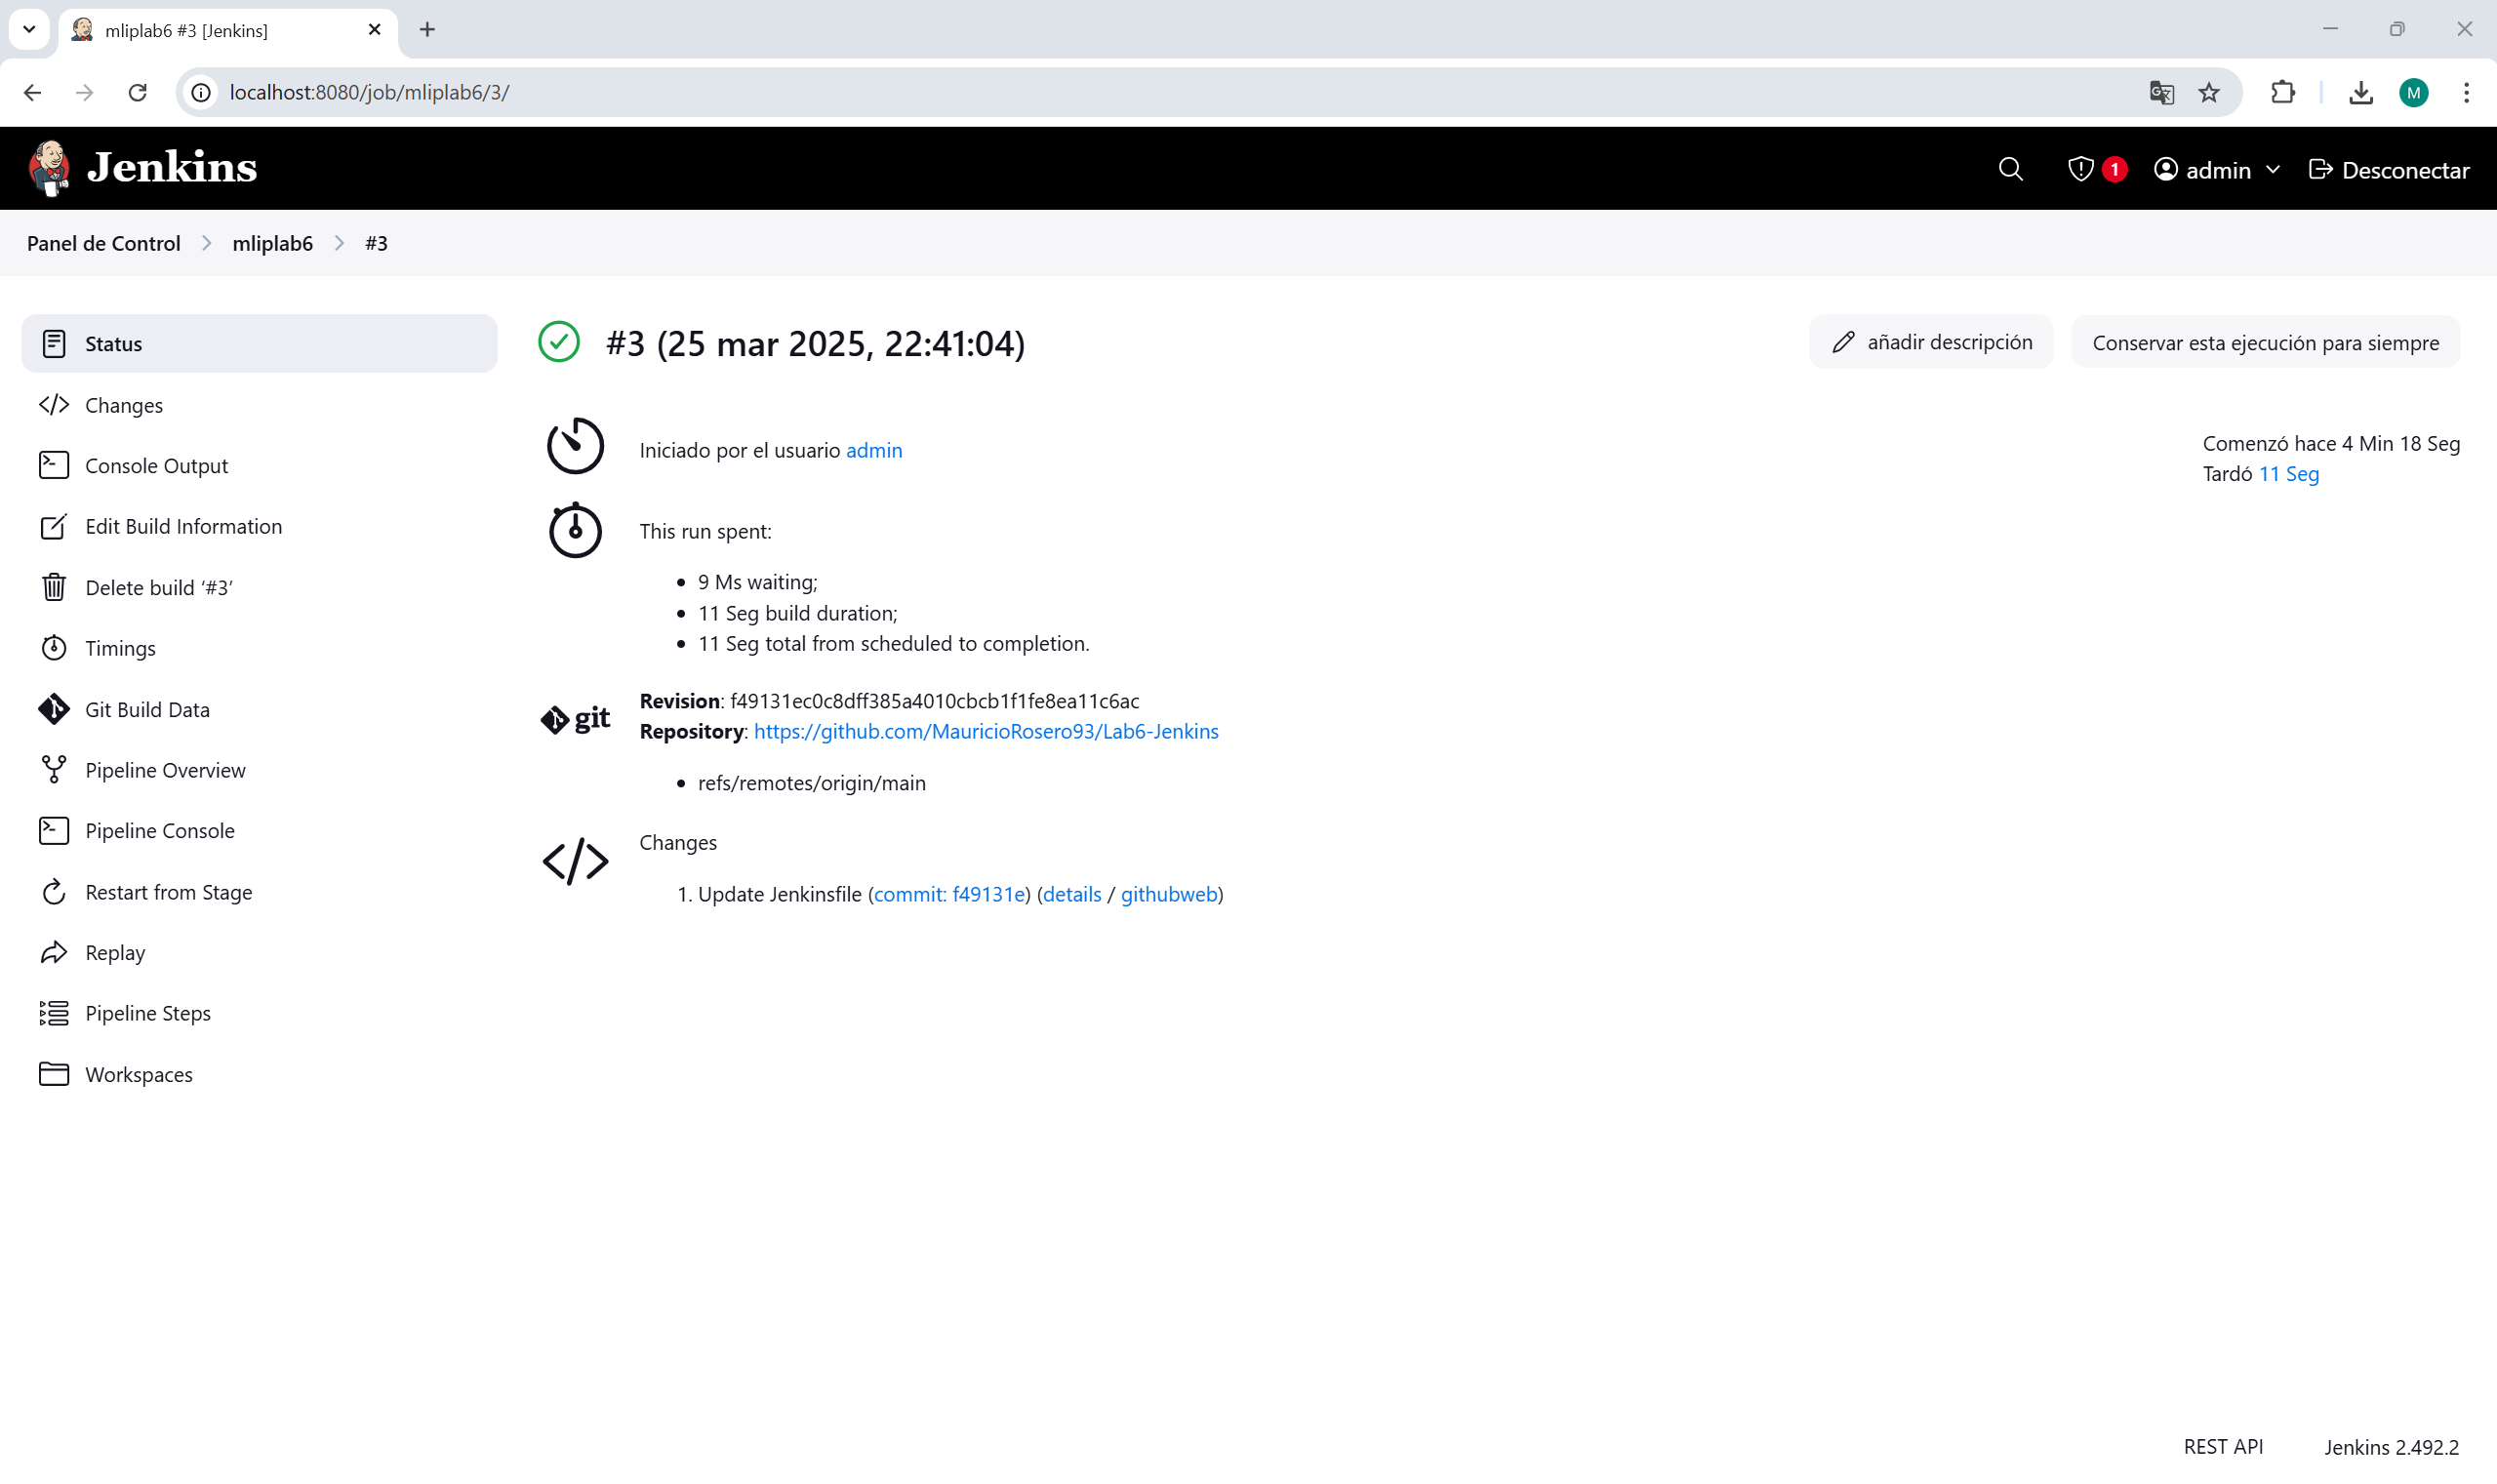 mliplab6 #3 [Jenkins]
localhost:8080/job/mliplab6/3/
M
Jenkins
1
admin
Desconectar
Panel de Control
mliplab6
#3
Status
Changes
Console Output
Edit Build Information
Delete build ‘#3’
Timings
Git Build Data
Pipeline Overview
Pipeline Console
Restart from Stage
Replay
Pipeline Steps
Workspaces
#3 (25 mar 2025, 22:41:04)
añadir descripción
Conservar esta ejecución para siempre
Iniciado por el usuario admin
Comenzó hace 4 Min 18 Seg
Tardó 11 Seg
This run spent:
9 Ms waiting;
11 Seg build duration;
11 Seg total from scheduled to completion.
git
Revision: f49131ec0c8dff385a4010cbcb1f1fe8ea11c6ac
Repository: https://github.com/MauricioRosero93/Lab6-Jenkins
refs/remotes/origin/main
Changes
1. Update Jenkinsfile (commit: f49131e) (details / githubweb)
REST API
Jenkins 2.492.2